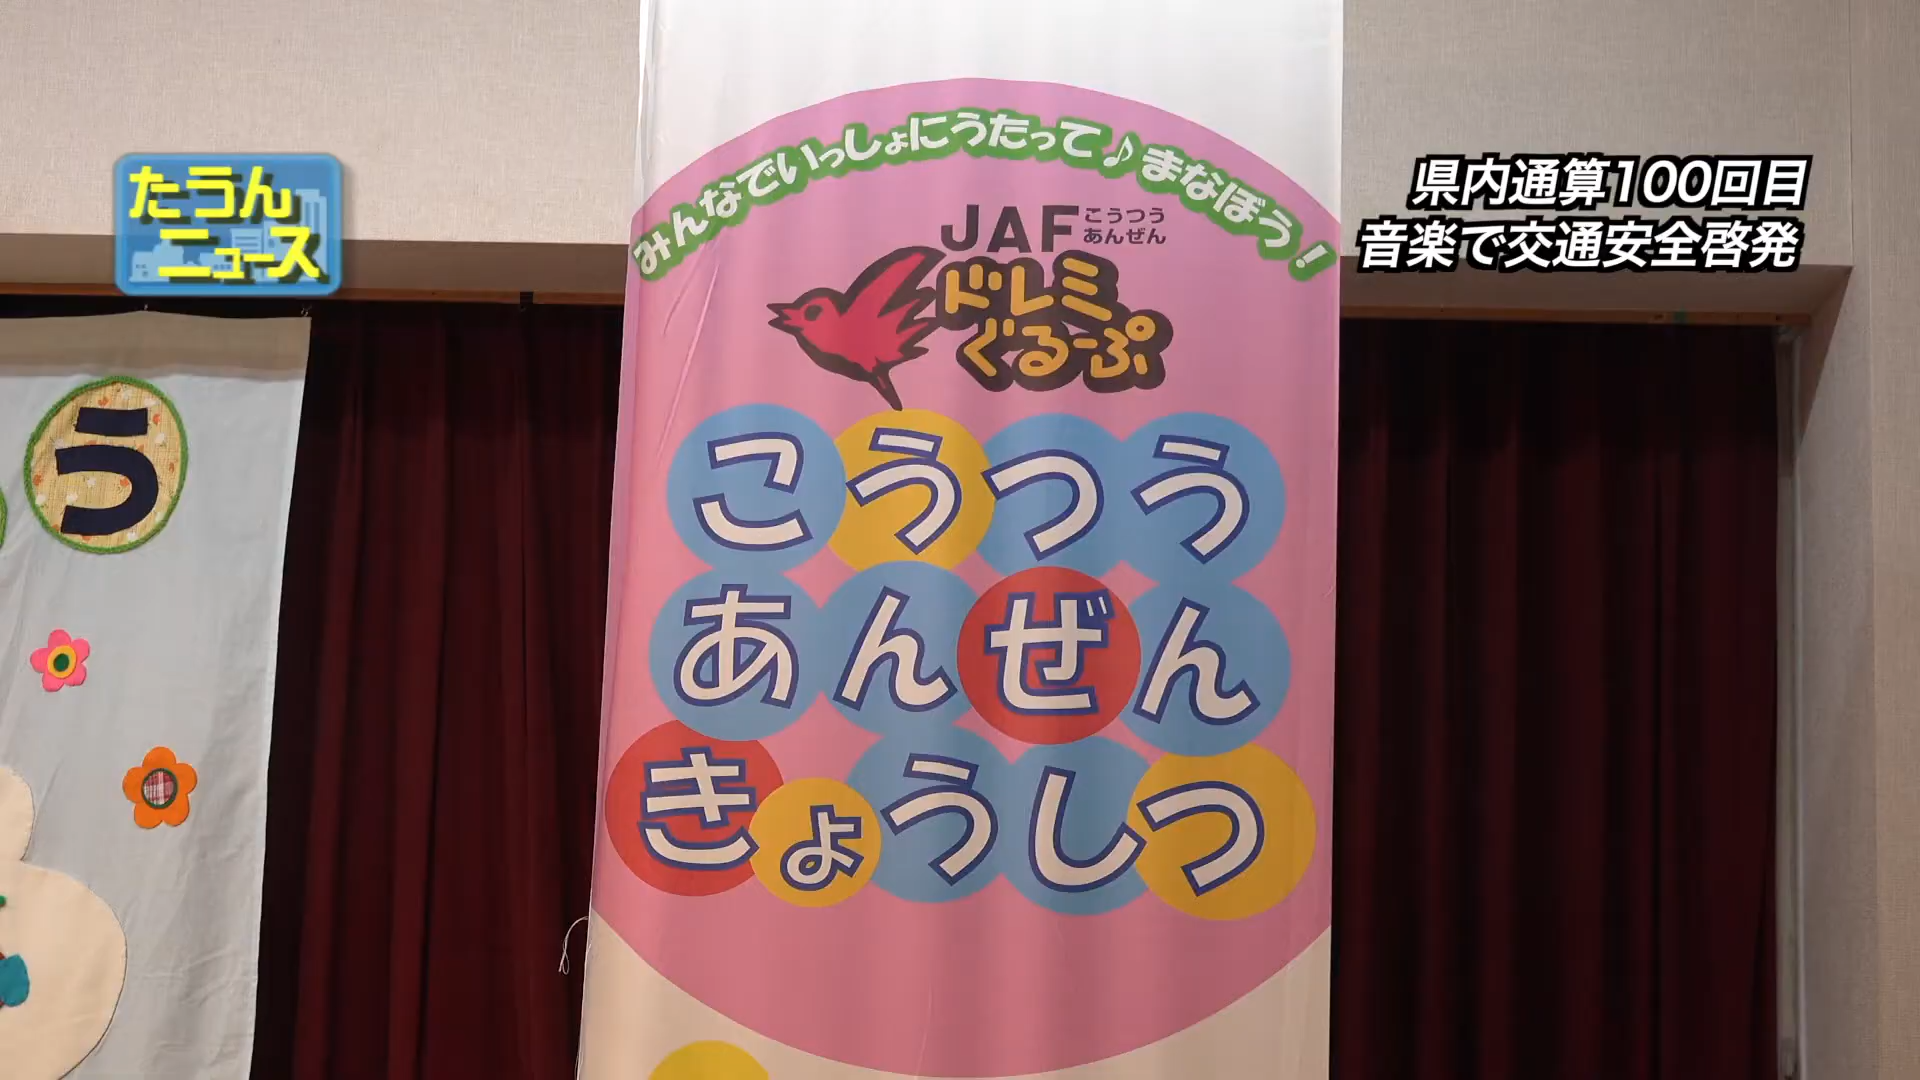 たうん
ニュース
県内通算100回目
音楽で交通安全啓発
みんなでいっしょにうたって♪まなぼう!
JAF こうつう
あんぜん
ドレミ
ぐるーぷ
こうつう
あんぜん
きょうしつ
う